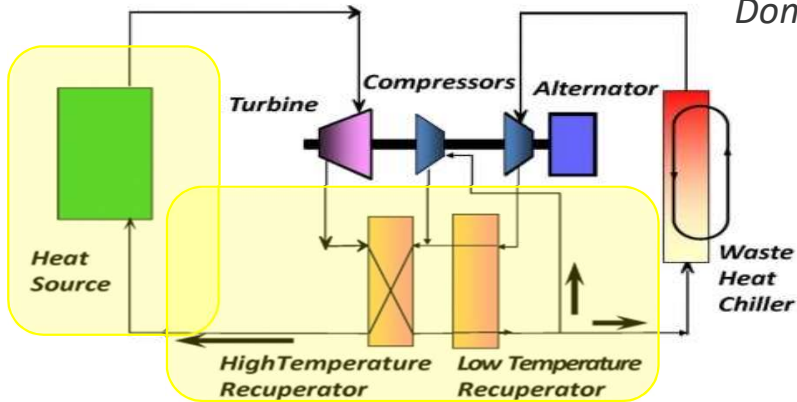 Don
Compressors
Turbine
Alternator
Heat
Source
Waste
Heat
Chiller
HighTemperature
Recuperator
Low Temperature
Recuperator